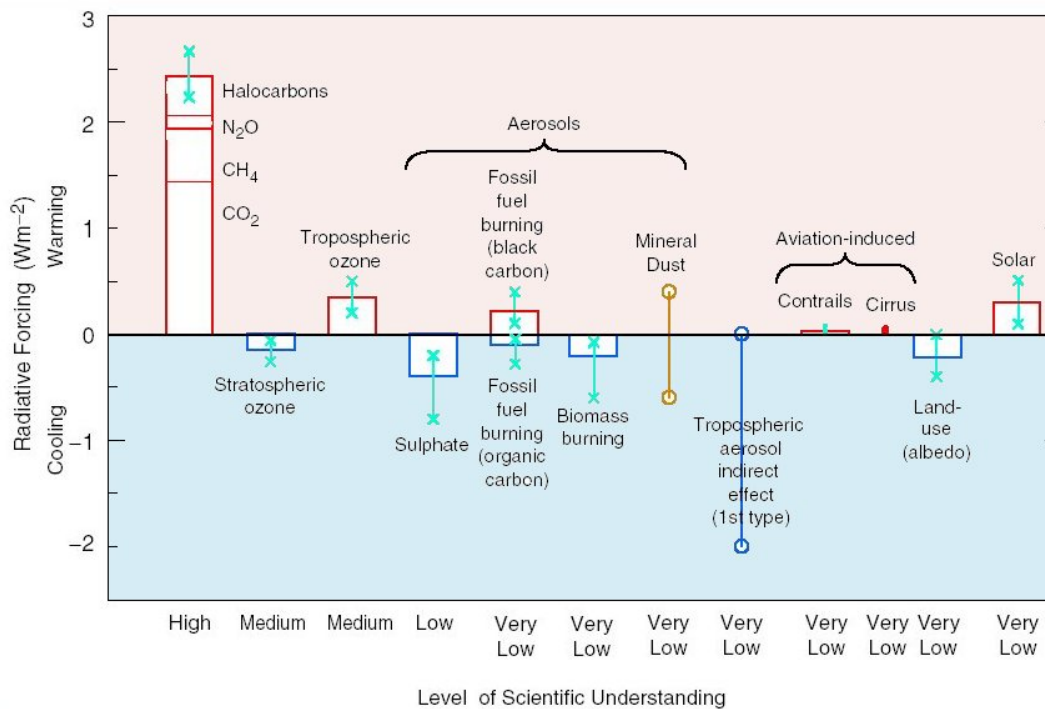 3
2
1
0
−1
−2
Radiative Forcing (Wm−2)
Cooling
Warming
Halocarbons
N2O
CH4
CO2
Stratospheric
ozone
Tropospheric
ozone
Aerosols
Sulphate
Fossil
fuel
burning
(black
carbon)
Fossil
fuel
burning
(organic
carbon)
Biomass
burning
Mineral
Dust
Tropospheric
aerosol
indirect
effect
(1st type)
Aviation-induced
Contrails
Cirrus
Land-
use
(albedo)
Solar
High Medium Medium Low Very Very Very Very Very Very Very Very
Low Low Low Low Low Low Low Low
Level of Scientific Understanding